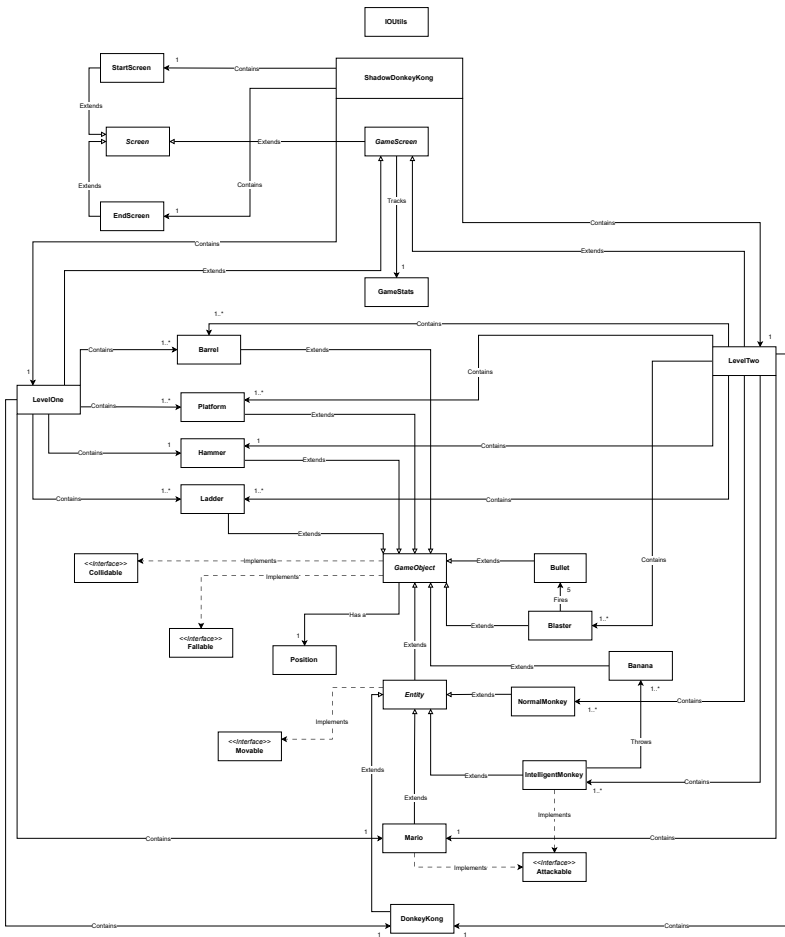 IOUtils
StartScreen
1
Contains
ShadowDonkeyKong
Extends
Screen
Extends
GameScreen
Extends
Contains
Tracks
EndScreen
1
Contains
Contains
Extends
Extends
1
GameStats
1..*
Contains
1
Contains
1..*
Barrel
Extends
LevelTwo
1
Contains
LevelOne
Contains
1..*
Platform
1..*
Extends
Contains
1
Hammer
1
Contains
Extends
Contains
1..*
Ladder
1..*
Contains
Extends
<<Interface>>
Collidable
Implements
GameObject
Extends
Bullet
Contains
Implements
5
Fires
Has a
Blaster
1..*
Extends
<<Interface>>
Fallable
1
Position
Extends
Extends
Banana
1..*
Entity
Extends
NormalMonkey
1..*
Contains
Implements
<<Interface>>
Movable
Throws
Extends
Extends
IntelligentMonkey
Contains
1..*
Extends
Implements
Contains
1
Mario
1
Contains
Implements
<<Interface>>
Attackable
Contains
DonkeyKong
Contains
1
1